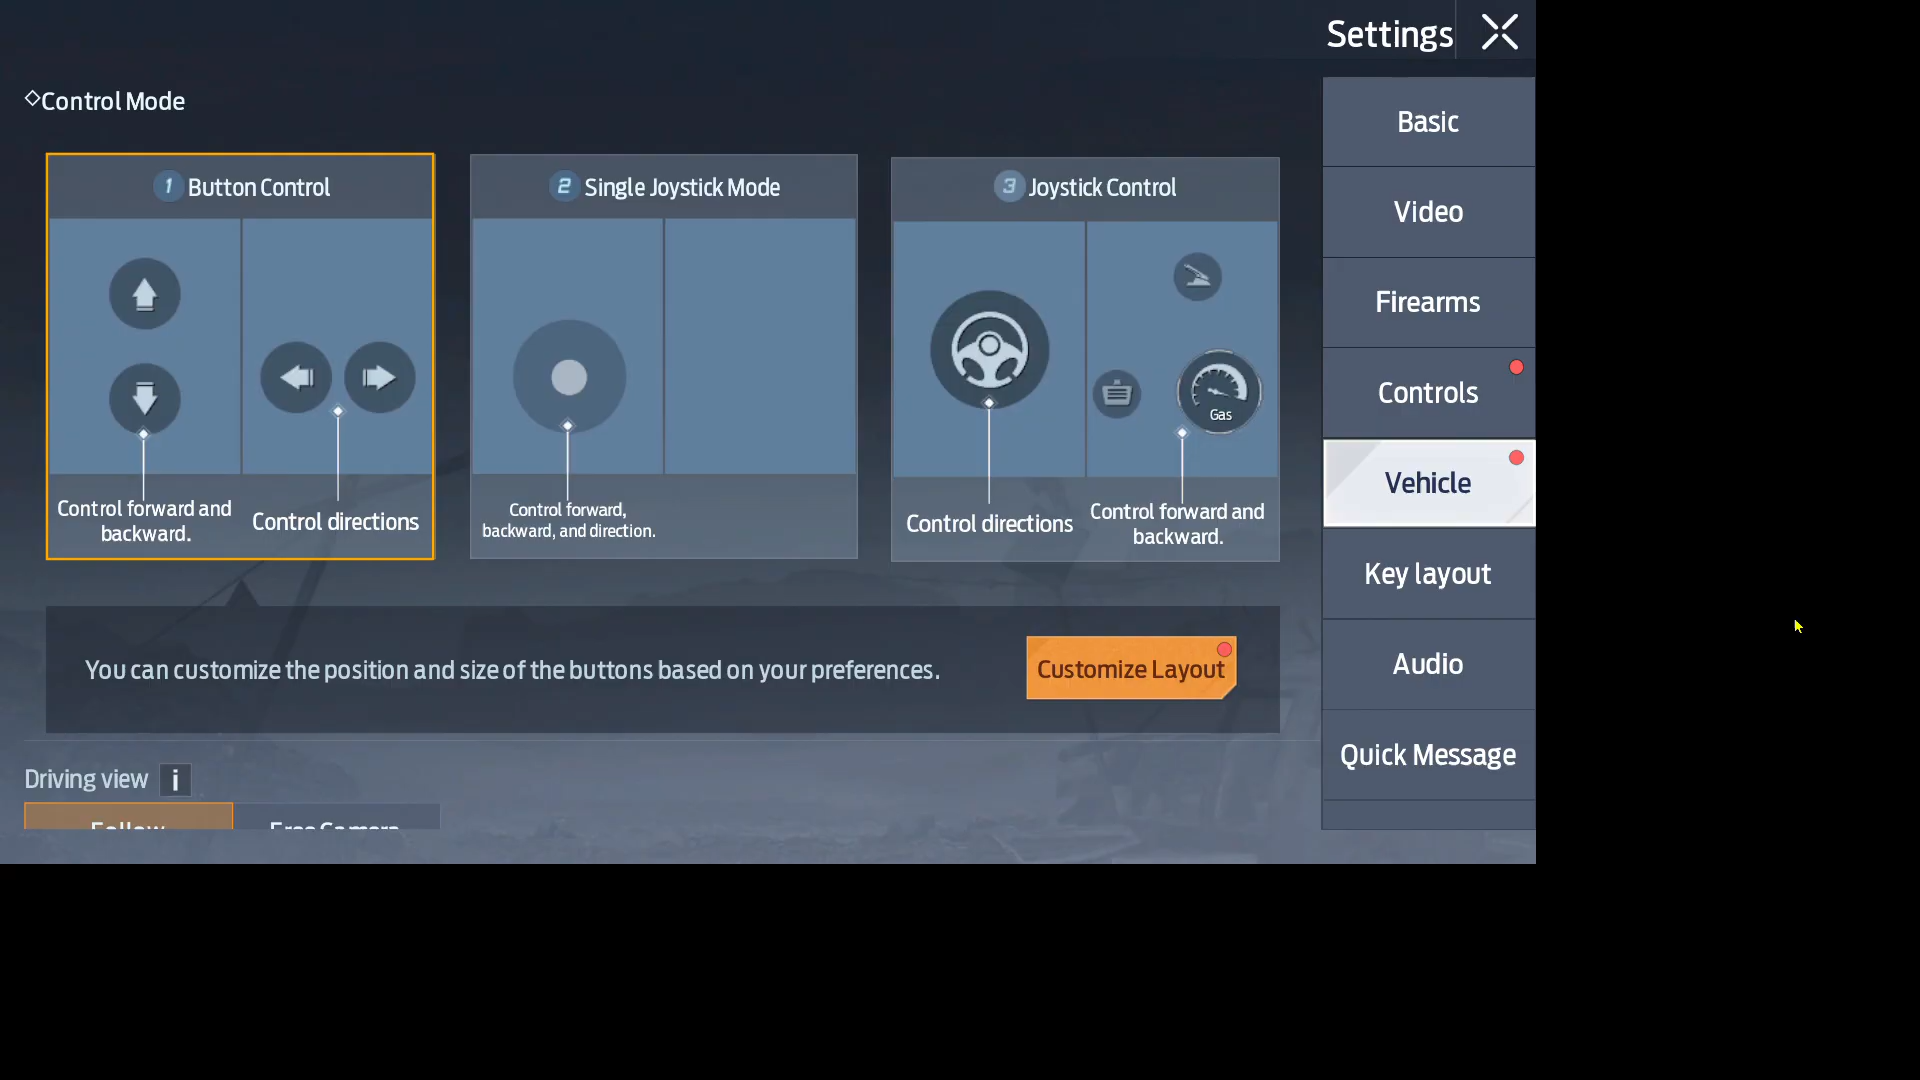 Settings
◇Control Mode
1 Button Control
Control forward and
backward.
Control directions
2 Single Joystick Mode
Control forward,
backward, and direction.
3 Joystick Control
Gas
Control directions
Control forward and
backward.
You can customize the position and size of the buttons based on your preferences.
Customize Layout
Driving view i
Follow
Free Camera
Basic
Video
Firearms
Controls
Vehicle
Key layout
Audio
Quick Message